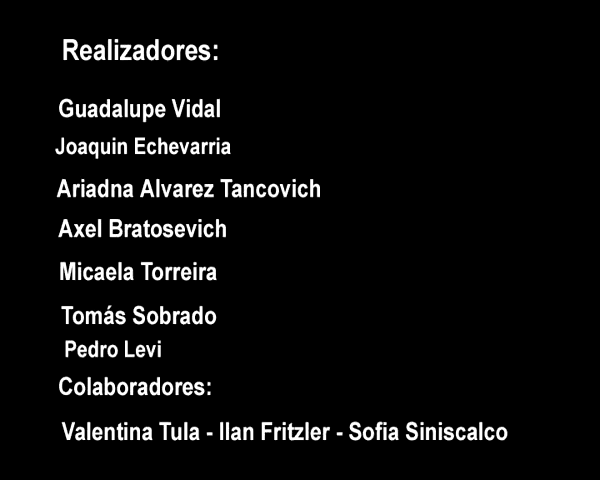 Realizadores:
Guadalupe Vidal
Joaquin Echevarria
Ariadna Alvarez Tancovich
Axel Bratosevich
Micaela Torreira
Tomás Sobrado
Pedro Levi
Colaboradores:
Valentina Tula - Ilan Fritzler - Sofia Siniscalco